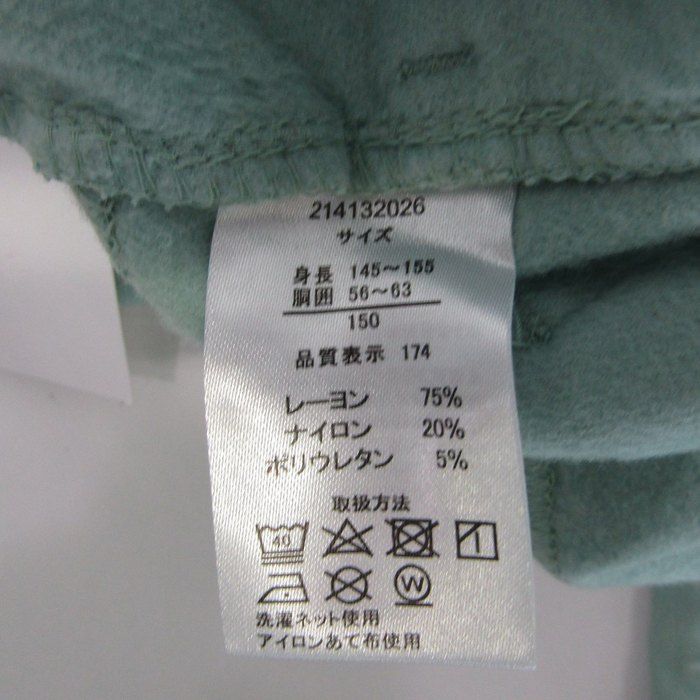 214132026
サイズ
身長 145～155
胴囲 56～63
150
品質表示 174
レーヨン 75%
ナイロン 20%
ポリウレタン 5%
取扱方法
40
W
洗濯ネット使用
アイロンあて布使用